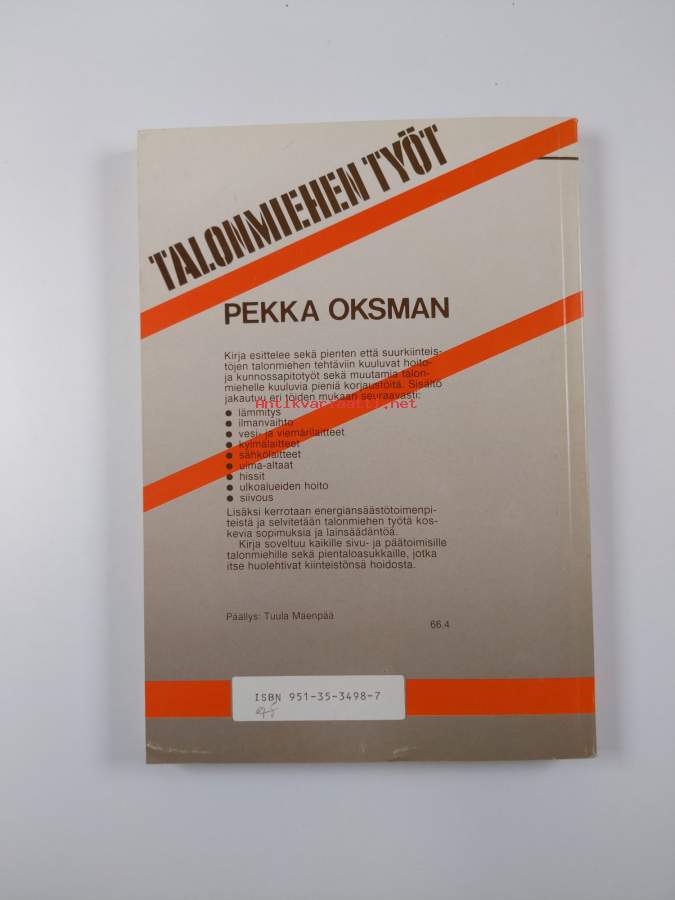 TALONMIEHEN TYÖT
PEKKA OKSMAN
Kirja esittelee sekä pienten että suurkiinteis-
töjen talonmiehen tehtäviin kuuluvat hoito-
ja kunnossapitotyöt sekä muutamia talon-
miehelle kuuluvia pieniä korjaustöitä. Sisältö
jakautuu eri töiden mukaan seuraavasti:
Antikvariaatti.net
● lämmitys
● ilmanvaihto
● vesi- ja viemärilaitteet
● kylmälaitteet
● sähkölaitteet
● uima-altaat
● hissit
● ulkoalueiden hoito
● siivous
Lisäksi kerrotaan energiansäästötoimenpi-
teistä ja selvitetään talonmiehen työtä kos-
kevia sopimuksia ja lainsäädäntöä.
Kirja soveltuu kaikille sivu- ja päätoimisille
talonmiehille sekä pientaloasukkaille, jotka
itse huolehtivat kiinteistönsä hoidosta.
Päällys: Tuula Mäenpää
66.4
ISBN 951-35-3498-7